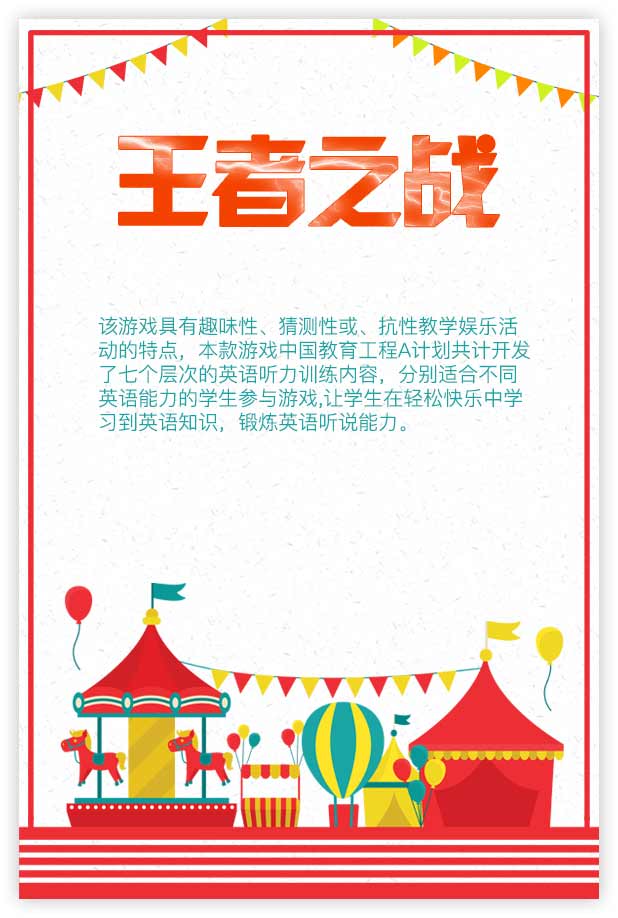 王者之战
该游戏具有趣味性、猜测性或、抗性教学娱乐活
动的特点，本款游戏中国教育工程A计划共计开发
了七个层次的英语听力训练内容，分别适合不同
英语能力的学生参与游戏,让学生在轻松快乐中学
习到英语知识，锻炼英语听说能力。